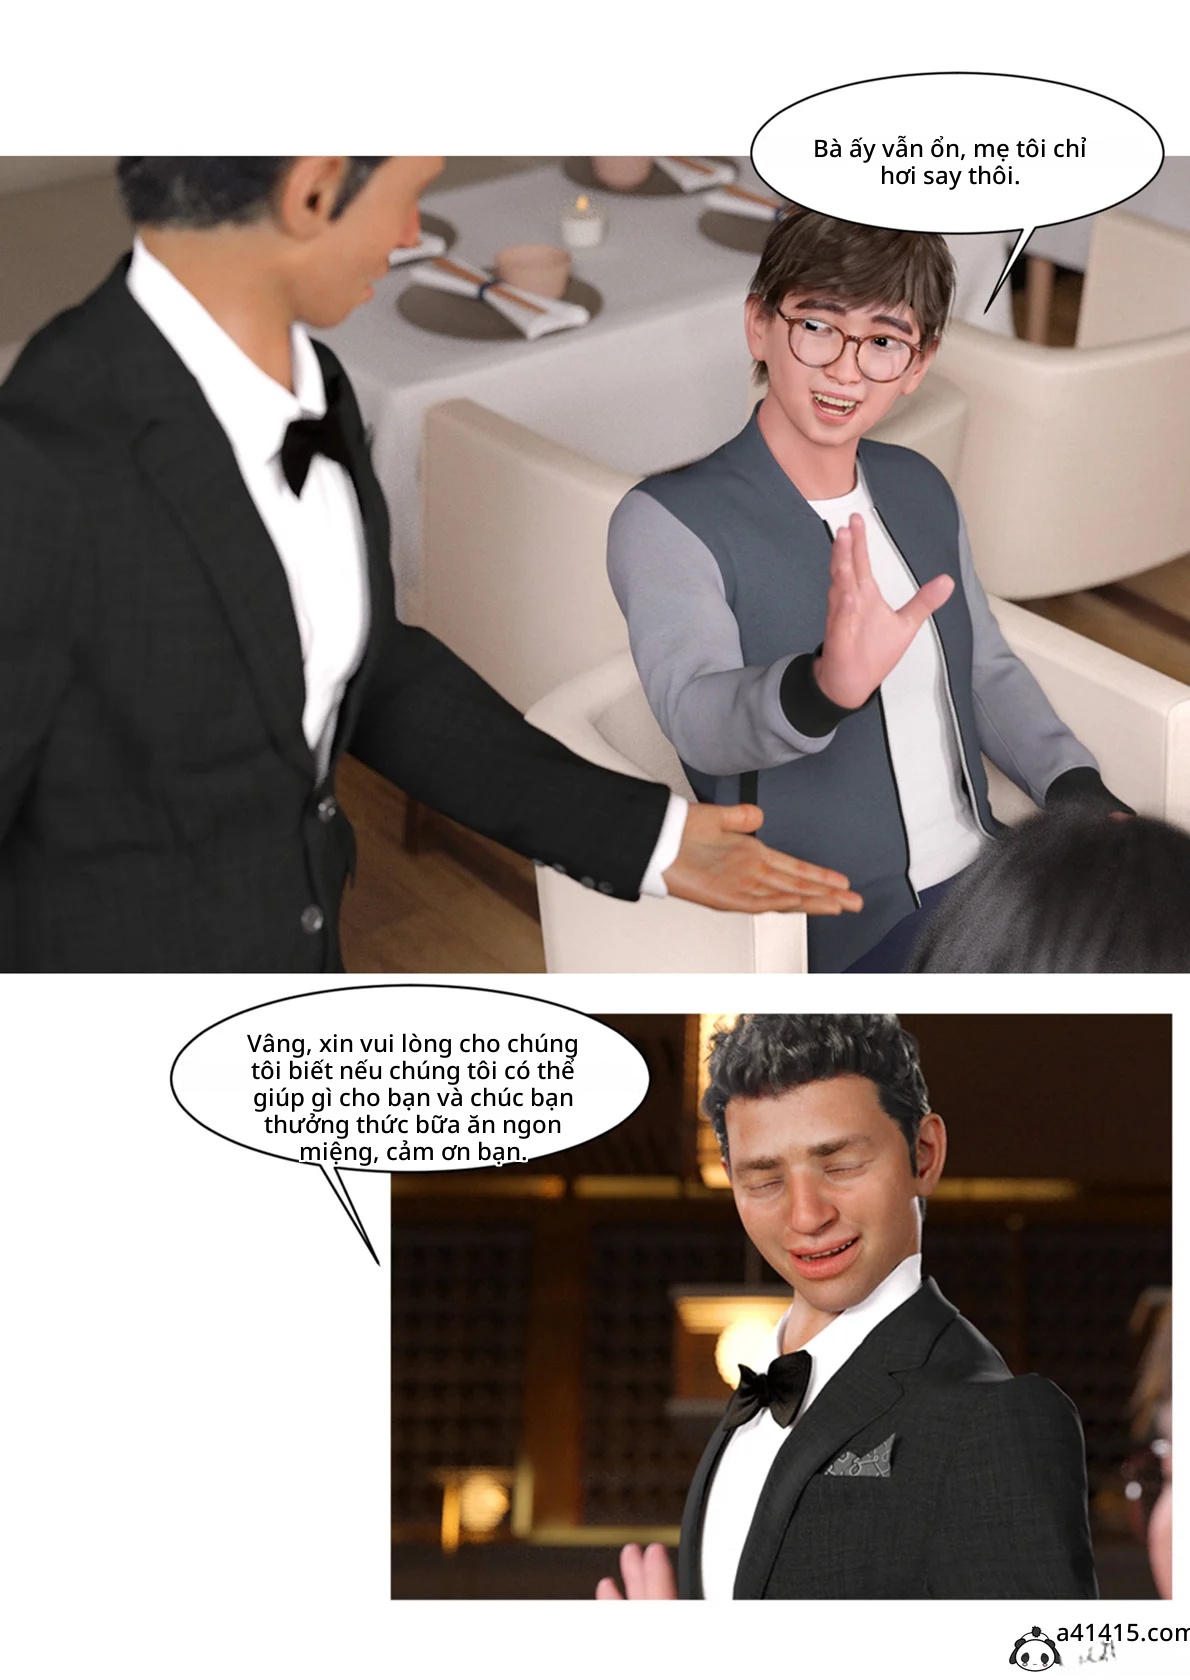 Bà ấy vẫn ổn, mẹ tôi chỉ
hơi say thôi.
Vâng, xin vui lòng cho chúng
tôi biết nếu chúng tôi có thể
giúp gì cho bạn và chúc bạn
thưởng thức bữa ăn ngon
miệng, cảm ơn bạn.
a41415.com